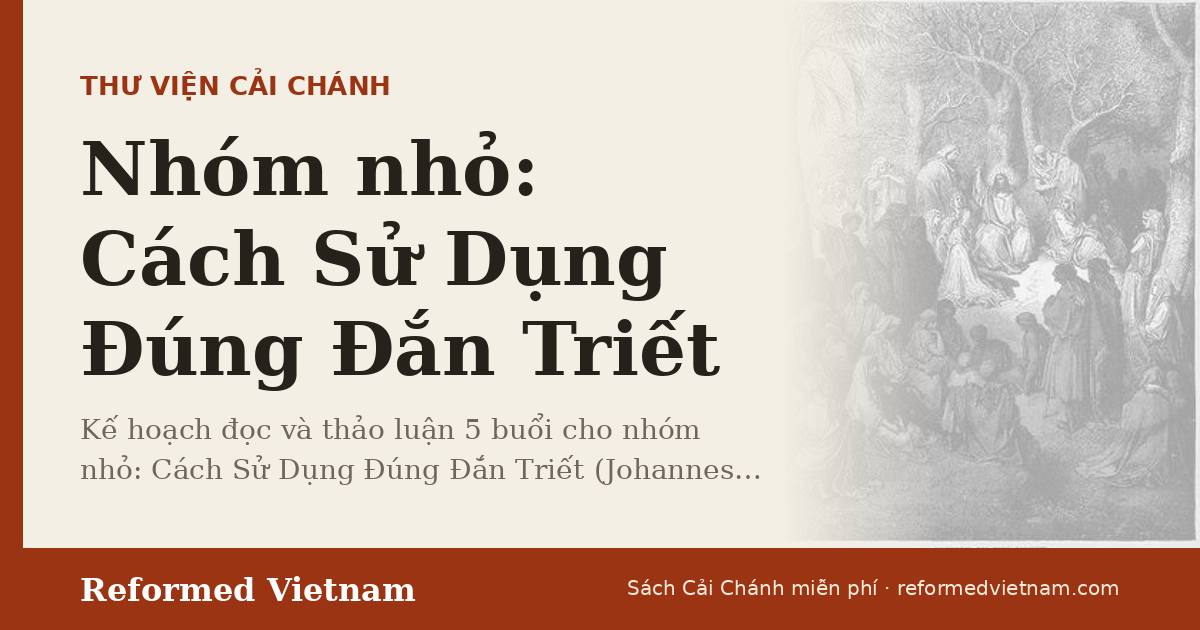 THƯ VIỆN CẢI CHÁNH
Nhóm nhỏ:
Cách Sử Dụng
Đúng Đắn Triết
Kế hoạch đọc và thảo luận 5 buổi cho nhóm
nhỏ: Cách Sử Dụng Đúng Đắn Triết (Johannes...
Reformed Vietnam
Sách Cải Chánh miễn phí · reformedvietnam.com